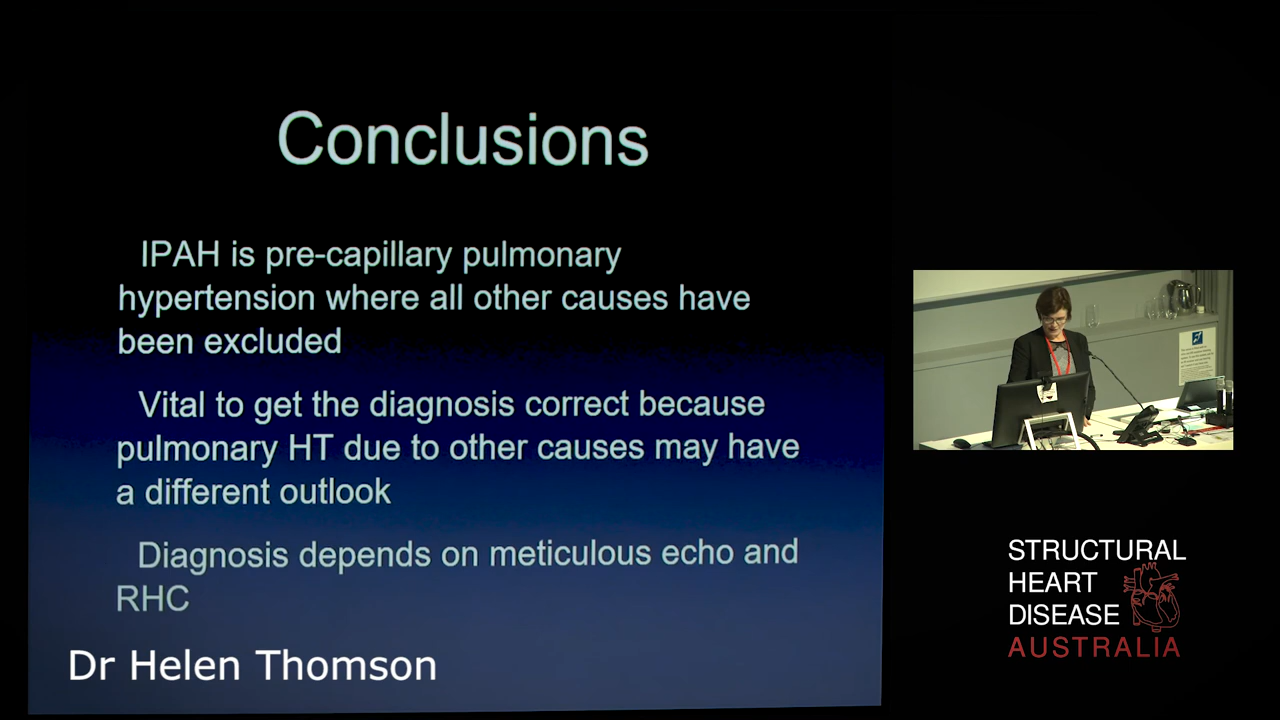 Conclusions
IPAH is pre-capillary pulmonary
hypertension where all other causes have
been excluded
Vital to get the diagnosis correct because
pulmonary HT due to other causes may have
a different outlook
Diagnosis depends on meticulous echo and
RHC
Dr Helen Thomson
STRUCTURAL
HEART
DISEASE
AUSTRALIA